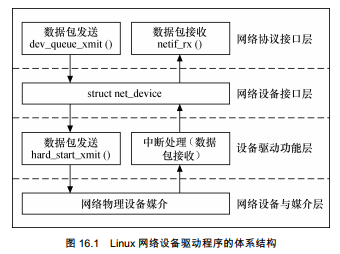 数据包发送
dev_queue_xmit ()
数据包接收
netif_rx ()
网络协议接口层
struct net_device
网络设备接口层
数据包发送
hard_start_xmit ()
中断处理（数据
包接收）
设备驱动功能层
网络物理设备媒介
网络设备与媒介层
图 16.1 Linux 网络设备驱动程序的体系结构